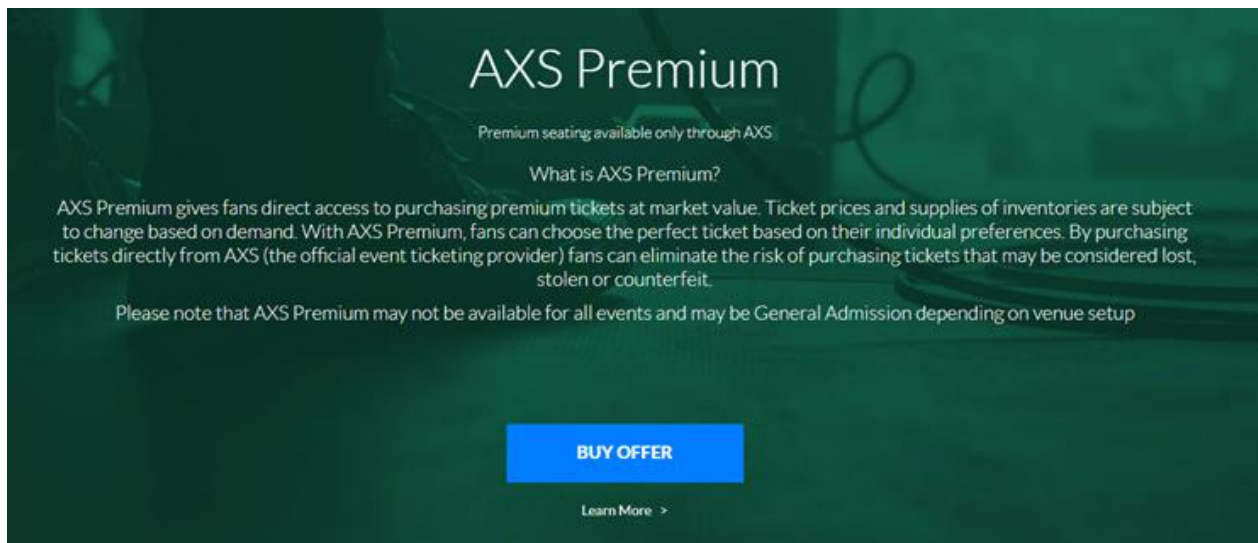 AXS Premium
Premium seating available only through AXS
What is AXS Premium?
AXS Premium gives fans direct access to purchasing premium tickets at market value. Ticket prices and supplies of inventories are subject
to change based on demand. With AXS Premium, fans can choose the perfect ticket based on their individual preferences. By purchasing
tickets directly from AXS (the official event ticketing provider) fans can eliminate the risk of purchasing tickets that may be considered lost,
stolen or counterfeit.
Please note that AXS Premium may not be available for all events and may be General Admission depending on venue setup
BUY OFFER
Learn More >